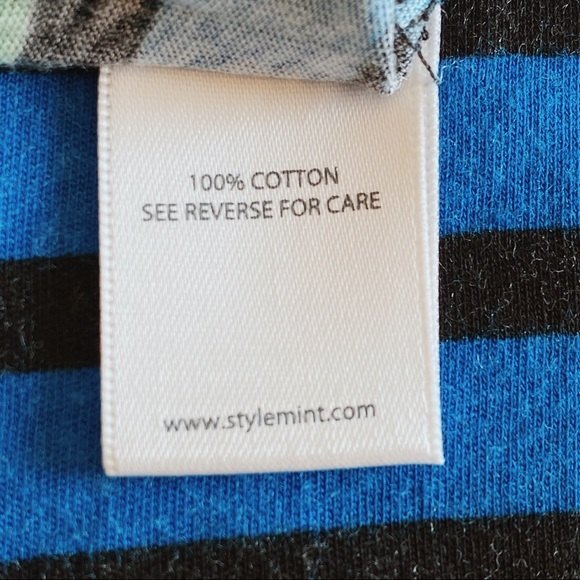 100% COTTON
SEE REVERSE FOR CARE
www.stylemint.com